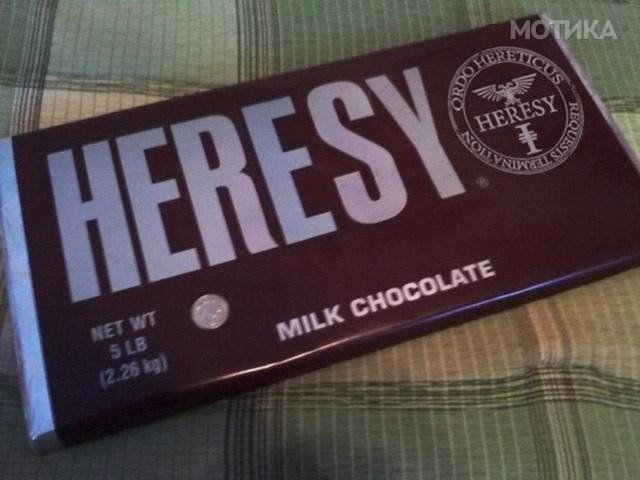 МОТИКА
HERESY
®
ORDO HERETICUS
HERESY
REQUESTS TERMINATION
MILK CHOCOLATE
NET WT
5 LB
(2.26 kg)